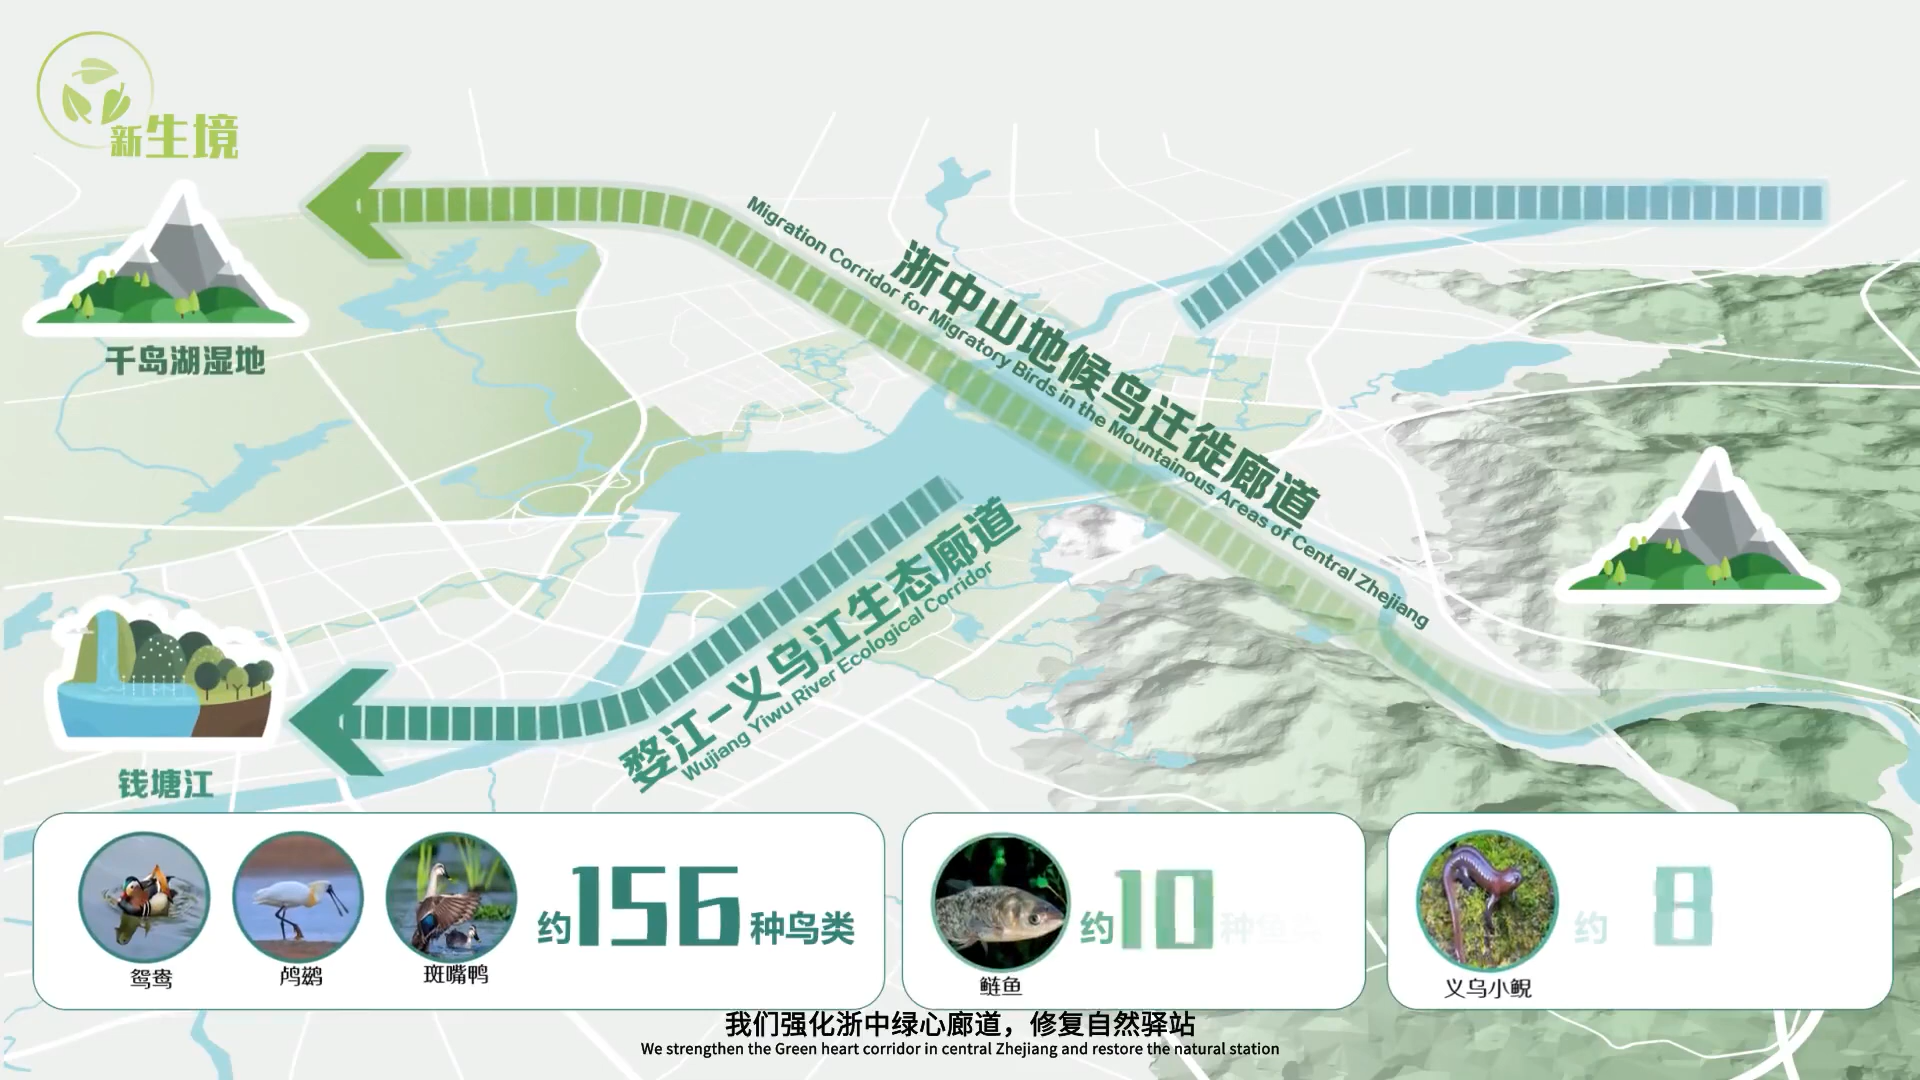 新生境
千岛湖湿地
浙中山地候鸟迁徙廊道
Migration Corridor for Migratory Birds in the Mountainous Areas of Central Zhejiang
婺江-义乌江生态廊道
Wujiang Yiwu River Ecological Corridor
钱塘江
约156种鸟类
鸳鸯
鸬鹚
斑嘴鸭
约10种鱼类
鲢鱼
约 8
义乌小鲵
我们强化浙中绿心廊道，修复自然驿站
We strengthen the Green heart corridor in central Zhejiang and restore the natural station